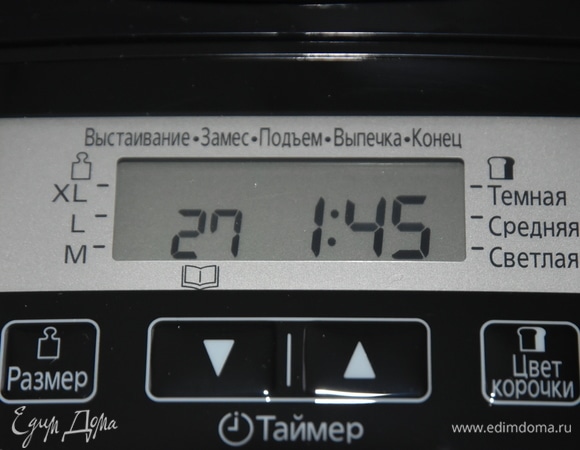 Выстаивание•Замес•Подъем•Выпечка•Конец
XL
L
M
27 1:45
Темная
Средняя
Светлая
Размер
Таймер
Цвет
корочки
Едим Дома
www.edimdoma.ru